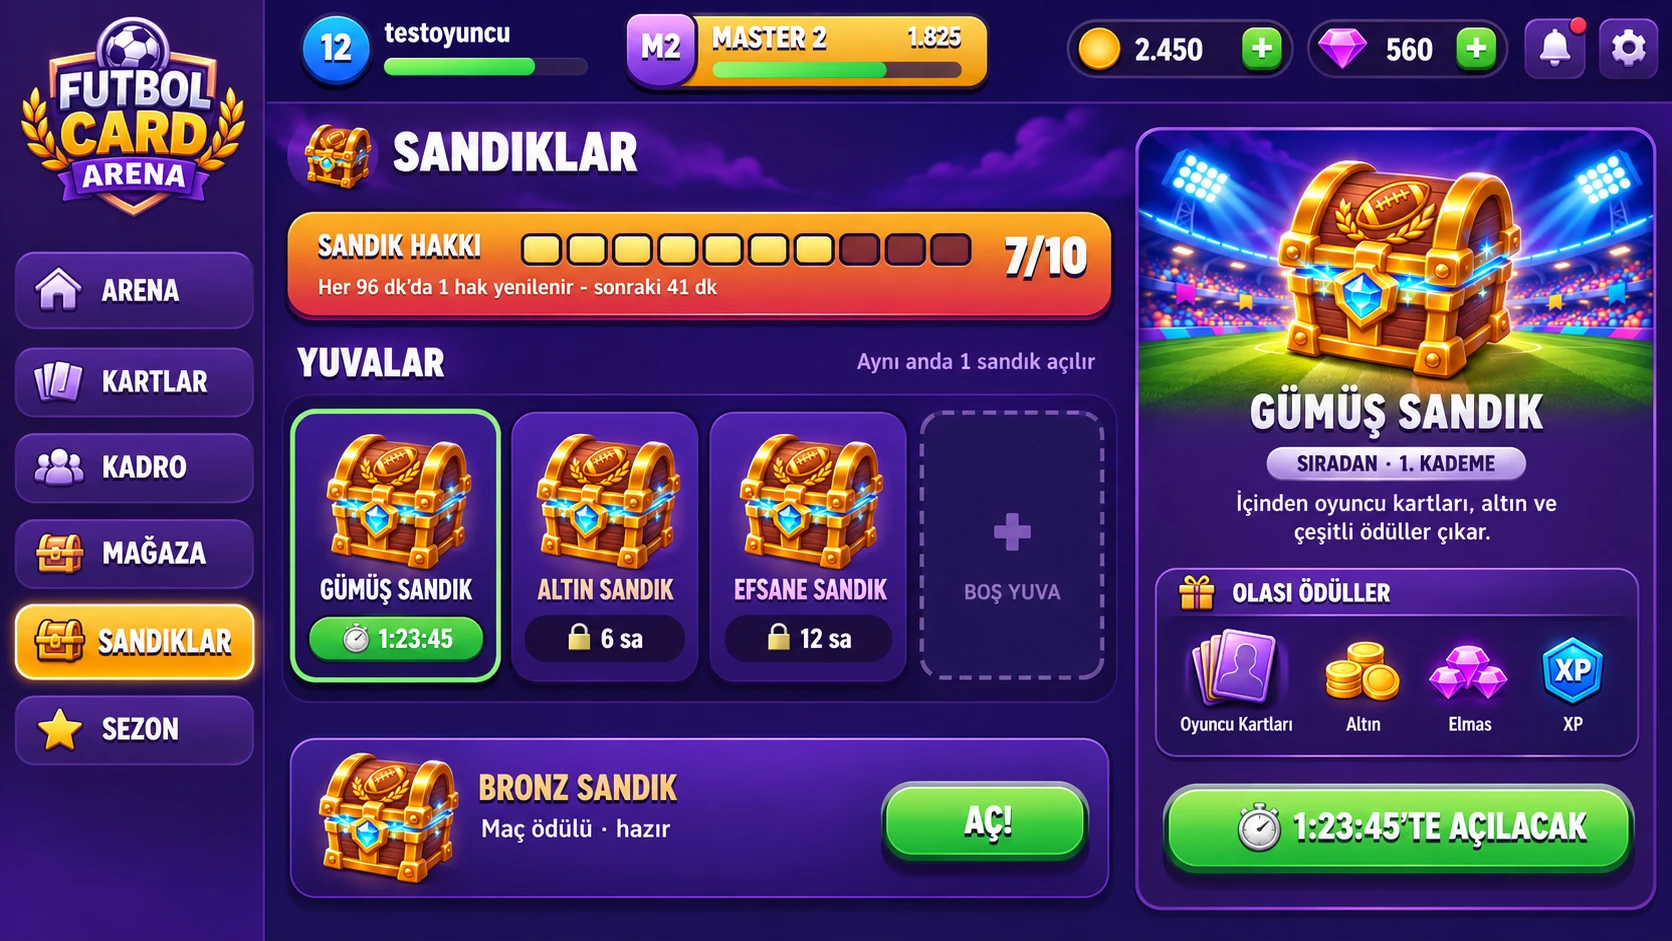 FUTBOL
CARD
ARENA
12
testoyuncu
M2
MASTER 2
1.825
2.450
560
ARENA
KARTLAR
KADRO
MAĞAZA
SANDIKLAR
SEZON
SANDIKLAR
SANDIK HAKKI
7/10
Her 96 dk'da 1 hak yenilenir - sonraki 41 dk
YUVALAR
Aynı anda 1 sandık açılır
GÜMÜŞ SANDIK
1:23:45
ALTIN SANDIK
6 sa
EFSANE SANDIK
12 sa
BOŞ YUVA
BRONZ SANDIK
Maç ödülü · hazır
AÇ!
GÜMÜŞ SANDIK
SIRADAN · 1. KADEME
İçinden oyuncu kartları, altın ve
çeşitli ödüller çıkar.
OLASI ÖDÜLLER
Oyuncu Kartları
Altın
Elmas
XP
XP
1:23:45'TE AÇILACAK